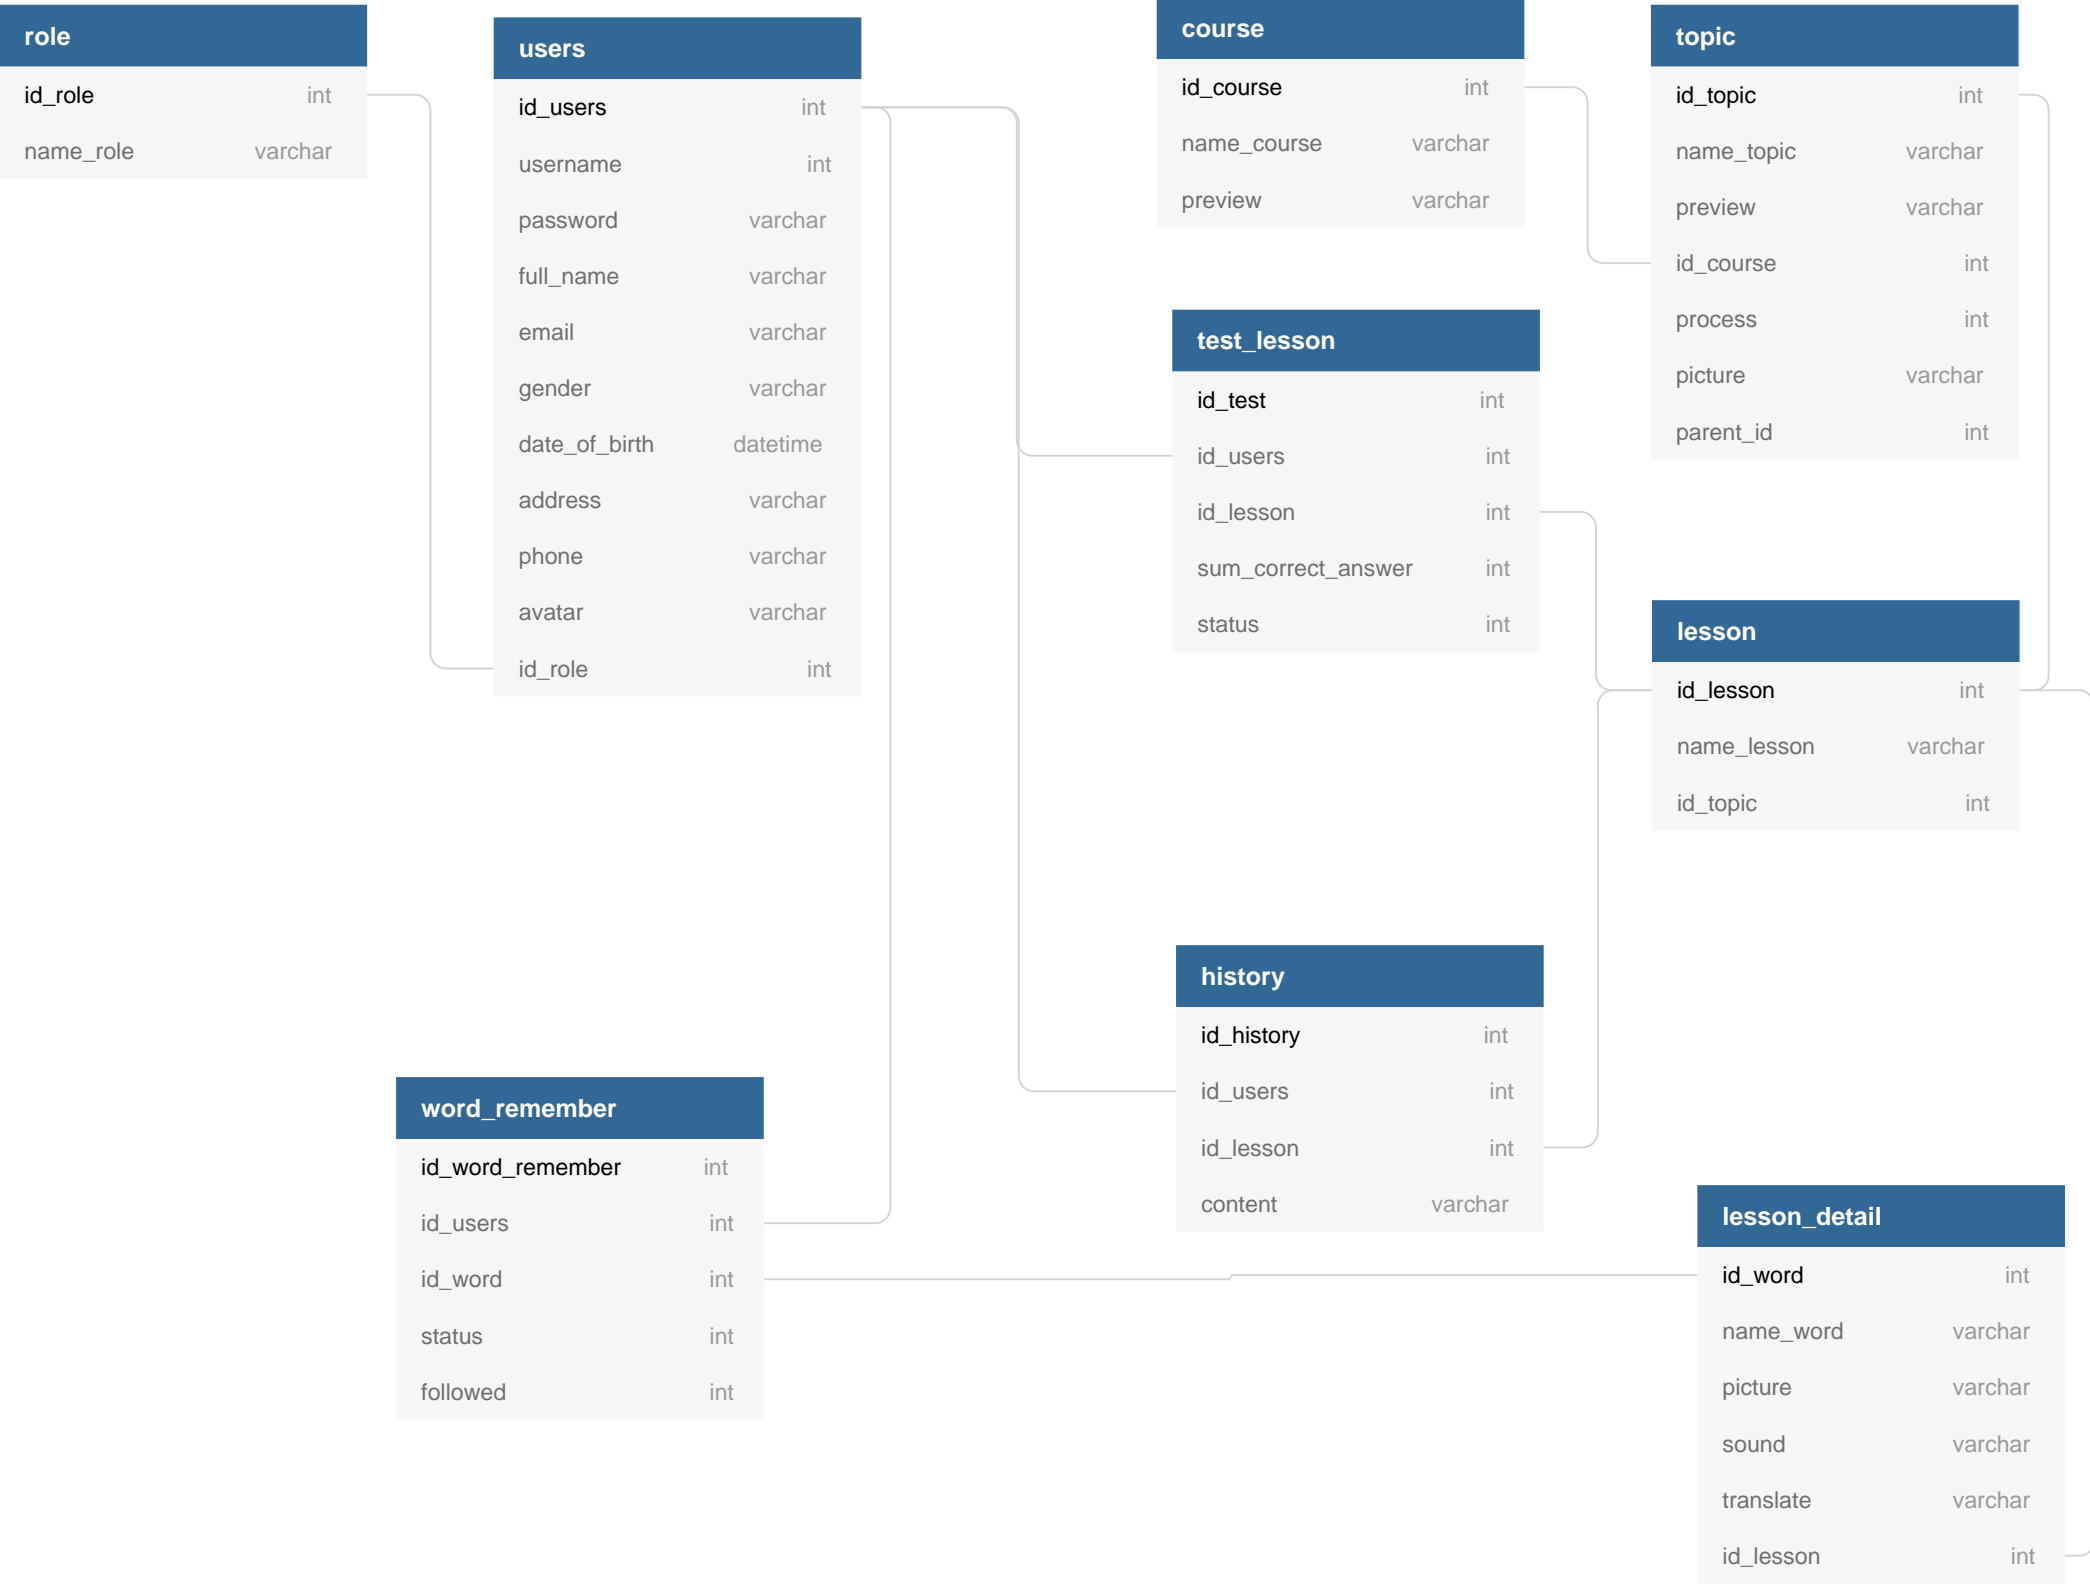 role
id_role int
name_role varchar
users
id_users int
username int
password varchar
full_name varchar
email varchar
gender varchar
date_of_birth datetime
address varchar
phone varchar
avatar varchar
id_role int
course
id_course int
name_course varchar
preview varchar
topic
id_topic int
name_topic varchar
preview varchar
id_course int
process int
picture varchar
parent_id int
test_lesson
id_test int
id_users int
id_lesson int
sum_correct_answer int
status int
lesson
id_lesson int
name_lesson varchar
id_topic int
history
id_history int
id_users int
id_lesson int
content varchar
word_remember
id_word_remember int
id_users int
id_word int
status int
followed int
lesson_detail
id_word int
name_word varchar
picture varchar
sound varchar
translate varchar
id_lesson int